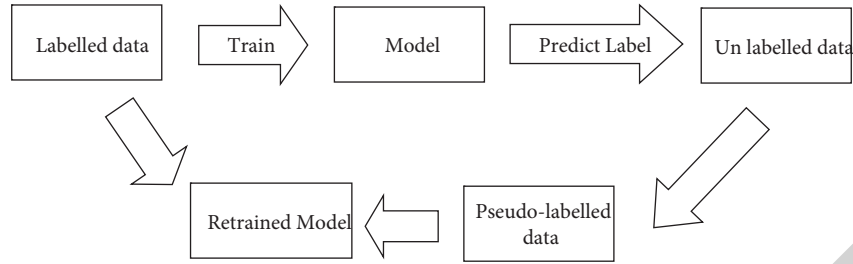 Labelled data
Train
Model
Predict Label
Un labelled data
Retrained Model
Pseudo-labelled
data